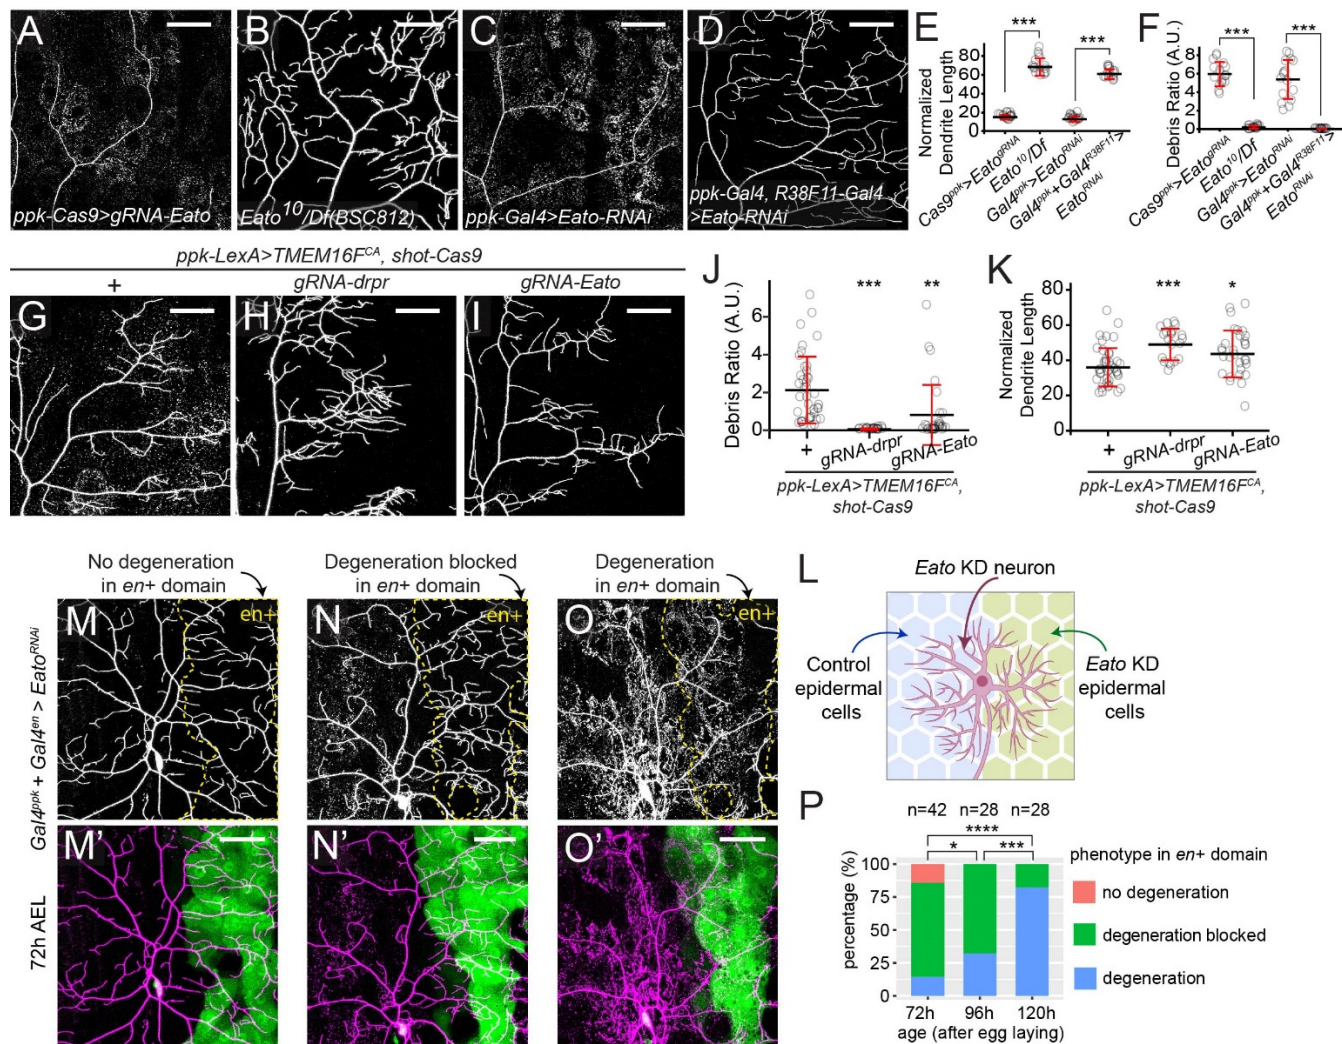 A
ppk-Cas9>gRNA-Eato
B
Eato10/Df(BSC812)
C
ppk-Gal4>Eato-RNAi
D
ppk-Gal4, R38F11-Gal4
>Eato-RNAi
E
Normalized
Dendrite Length
80
60
40
20
0
***
***
Cas9ppk>EatogRNA
Eato10/Df
Gal4ppk>EatoRNAi
Gal4ppk+Gal4R38F11>
EatoRNAi
F
Debris Ratio (A.U.)
8
6
4
2
0
***
***
Cas9ppk>EatogRNA
Eato10/Df
Gal4ppk>EatoRNAi
Gal4ppk+Gal4R38F11>
EatoRNAi
ppk-LexA>TMEM16FCA, shot-Cas9
+
gRNA-drpr
gRNA-Eato
G
H
I
J
Debris Ratio (A.U.)
6
4
2
0
***
**
+
gRNA-drpr
gRNA-Eato
ppk-LexA>TMEM16FCA,
shot-Cas9
K
Normalized
Dendrite Length
80
60
40
20
0
***
*
+
gRNA-drpr
gRNA-Eato
ppk-LexA>TMEM16FCA,
shot-Cas9
No degeneration
in en+ domain
Degeneration blocked
in en+ domain
Degeneration
in en+ domain
Gal4ppk + Gal4en > EatoRNAi
72h AEL
M
en+
N
en+
O
en+
M'
N'
O'
L
Eato KD neuron
Control
epidermal
cells
Eato KD
epidermal
cells
P
n=42
n=28
n=28
****
*
***
percentage (%)
100
75
50
25
0
72h
96h
120h
age (after egg laying)
phenotype in en+ domain
no degeneration
degeneration blocked
degeneration